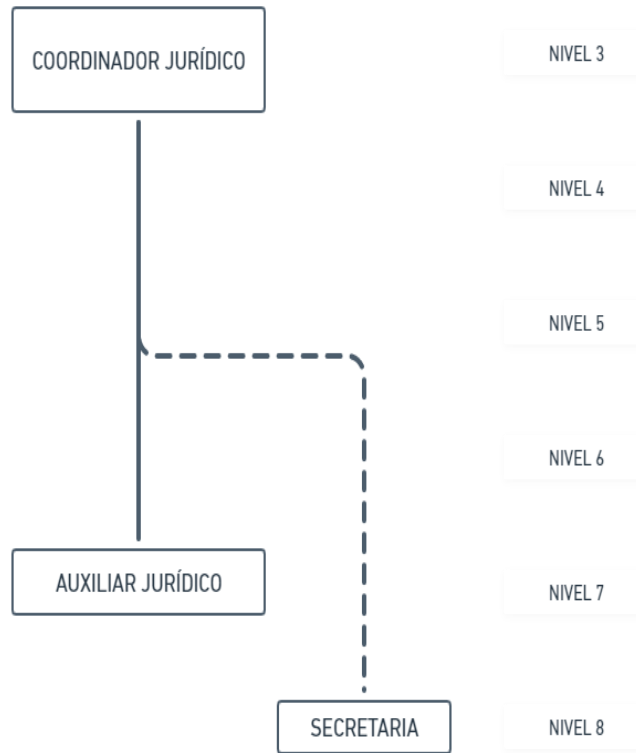 COORDINADOR JURÍDICO
NIVEL 3
NIVEL 4
NIVEL 5
NIVEL 6
AUXILIAR JURÍDICO
NIVEL 7
SECRETARIA
NIVEL 8